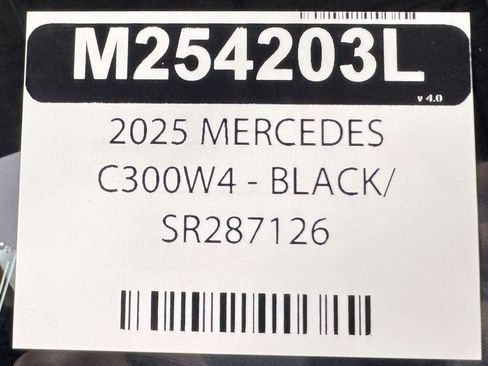 M254203L
v 4.0
2025 MERCEDES
C300W4 - BLACK/
SR287126